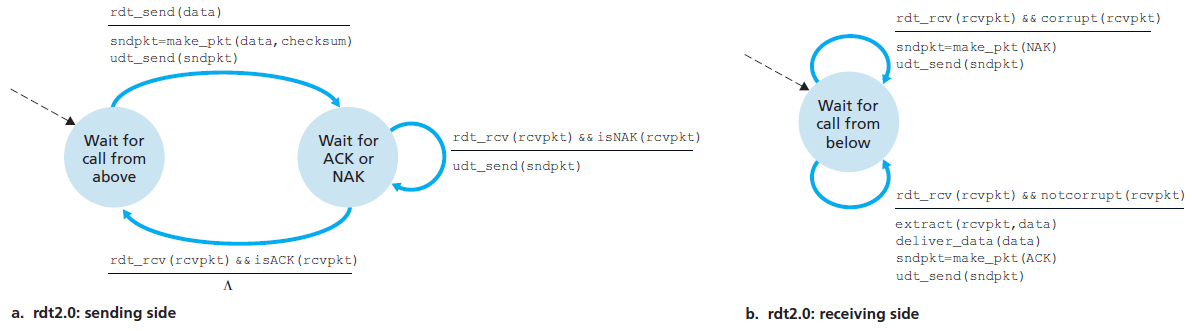 rdt_send(data)
sndpkt=make_pkt(data,checksum)
udt_send(sndpkt)
Wait for
call from
above
Wait for
ACK or
NAK
rdt_rcv(rcvpkt)&&isNAK(rcvpkt)
udt_send(sndpkt)
rdt_rcv(rcvpkt)&&isACK(rcvpkt)
Λ
a. rdt2.0: sending side
rdt_rcv(rcvpkt)&&corrupt(rcvpkt)
sndpkt=make_pkt(NAK)
udt_send(sndpkt)
Wait for
call from
below
rdt_rcv(rcvpkt)&&notcorrupt(rcvpkt)
extract(rcvpkt,data)
deliver_data(data)
sndpkt=make_pkt(ACK)
udt_send(sndpkt)
b. rdt2.0: receiving side